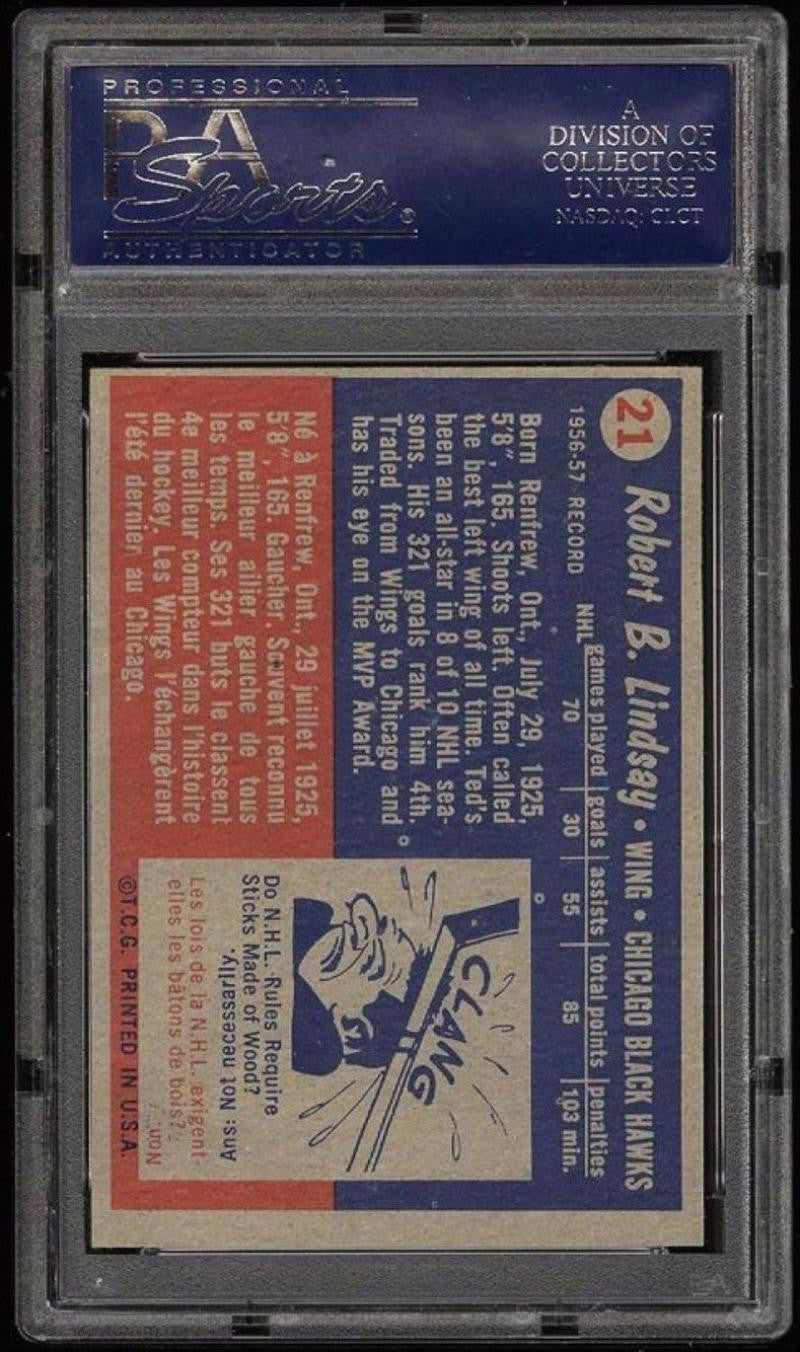 PROFESSIONAL
PSA
Sports®
AUTHENTICATOR
A
DIVISION OF
COLLECTORS
UNIVERSE
NASDAQ: CLCT
21 Robert B. Lindsay • WING • CHICAGO BLACK HAWKS
1956-57 RECORD
games played goals assists total points penalties
NHL 70 30 55 85 103 min.
Born Renfrew, Ont., July 29, 1925,
5'8", 165. Shoots left. Often called
the best left wing of all time. Ted's
been an all-star in 8 of 10 NHL sea-
sons. His 321 goals rank him 4th.
Traded from Wings to Chicago and
has his eye on the MVP Award.
Né à Renfrew, Ont., 29 juillet 1925,
5'8", 165. Gaucher. Souvent reconnu
le meilleur ailier gauche de tous
les temps. Ses 321 buts le classent
4e meilleur compteur dans l'histoire
du hockey. Les Wings l'échangèrent
l'été dernier au Chicago.
CLANG
Do N.H.L. Rules Require
Sticks Made of Wood?
Ans: Not necessarily.
Les lois de la N.H.L. exigent-
elles les bâtons de bois?
©T.C.G. PRINTED IN U.S.A.